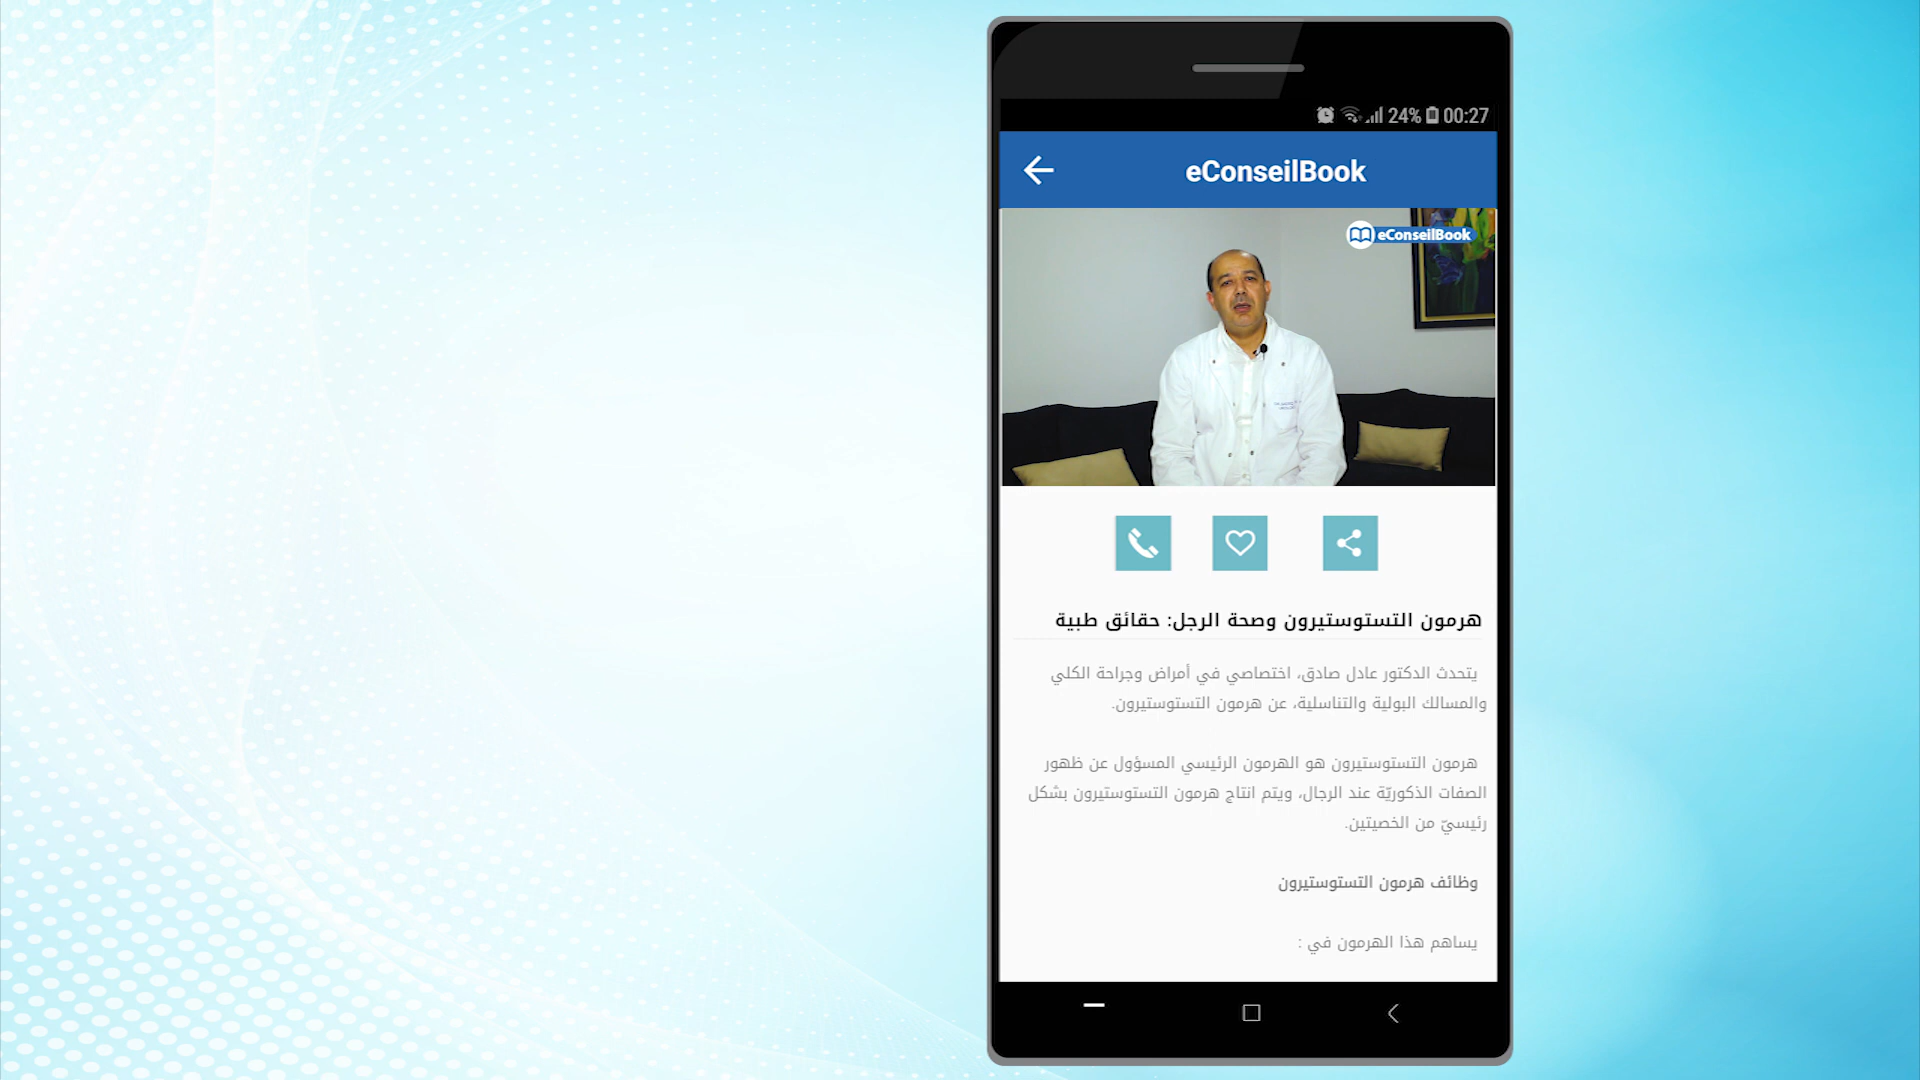 24% 00:27
eConseilBook
eConseilBook
هرمون التستوستيرون وصحة الرجل: حقائق طبية
يتحدث الدكتور عادل صادق، اختصاصي في أمراض وجراحة الكلي
والمسالك البولية والتناسلية، عن هرمون التستوستيرون.
هرمون التستوستيرون هو الهرمون الرئيسي المسؤول عن ظهور
الصفات الذكوريّة عند الرجال، ويتم انتاج هرمون التستوستيرون بشكل
رئيسيّ من الخصيتين.
وظائف هرمون التستوستيرون
يساهم هذا الهرمون في :